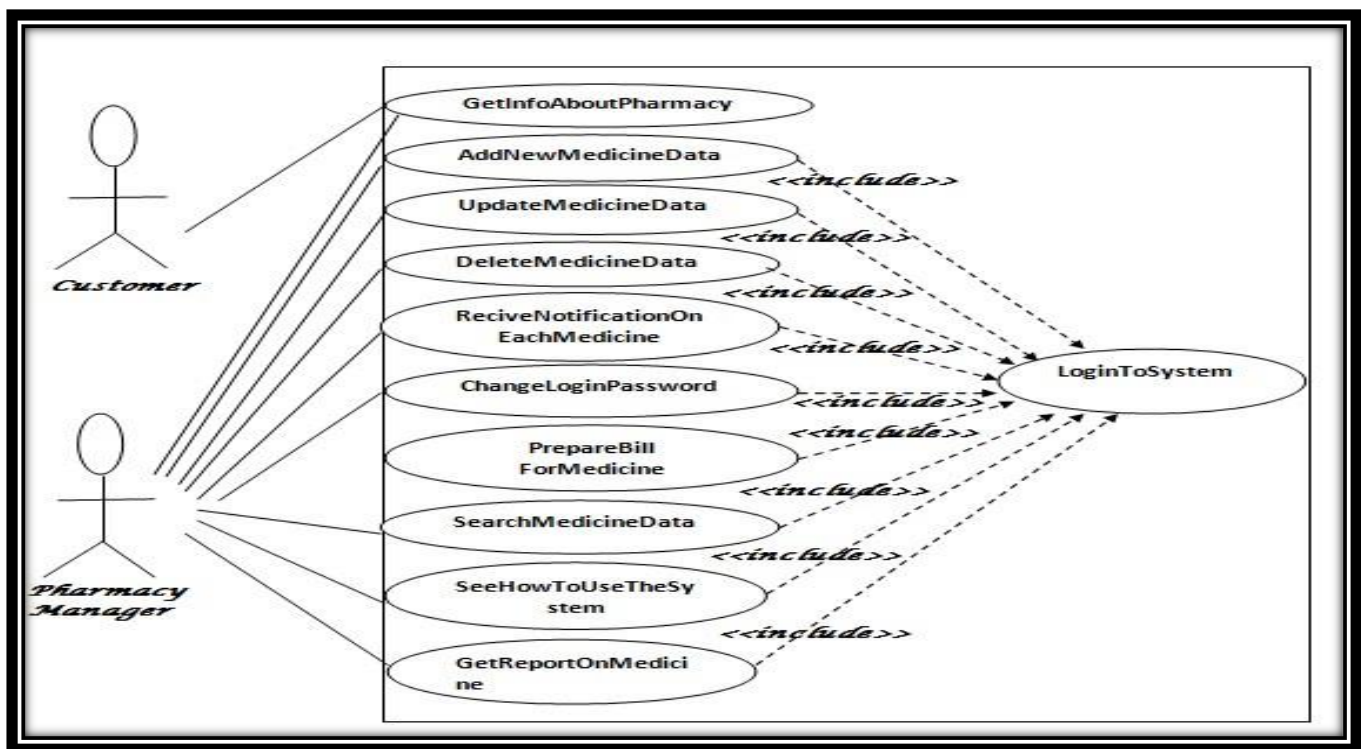 GetInfoAboutPharmacy
AddNewMedicineData
<<include>>
UpdateMedicineData
<<include>>
Customer
DeleteMedicineData
<<include>>
ReciveNotificationOn
EachMedicine
<<include>>
LoginToSystem
ChangeLoginPassword
<<include>>
<<include>>
PrepareBill
ForMedicine
<<include>>
SearchMedicineData
<<include>>
Pharmacy
Manager
SeeHowToUseTheSy
stem
<<include>>
GetReportOnMedici
ne